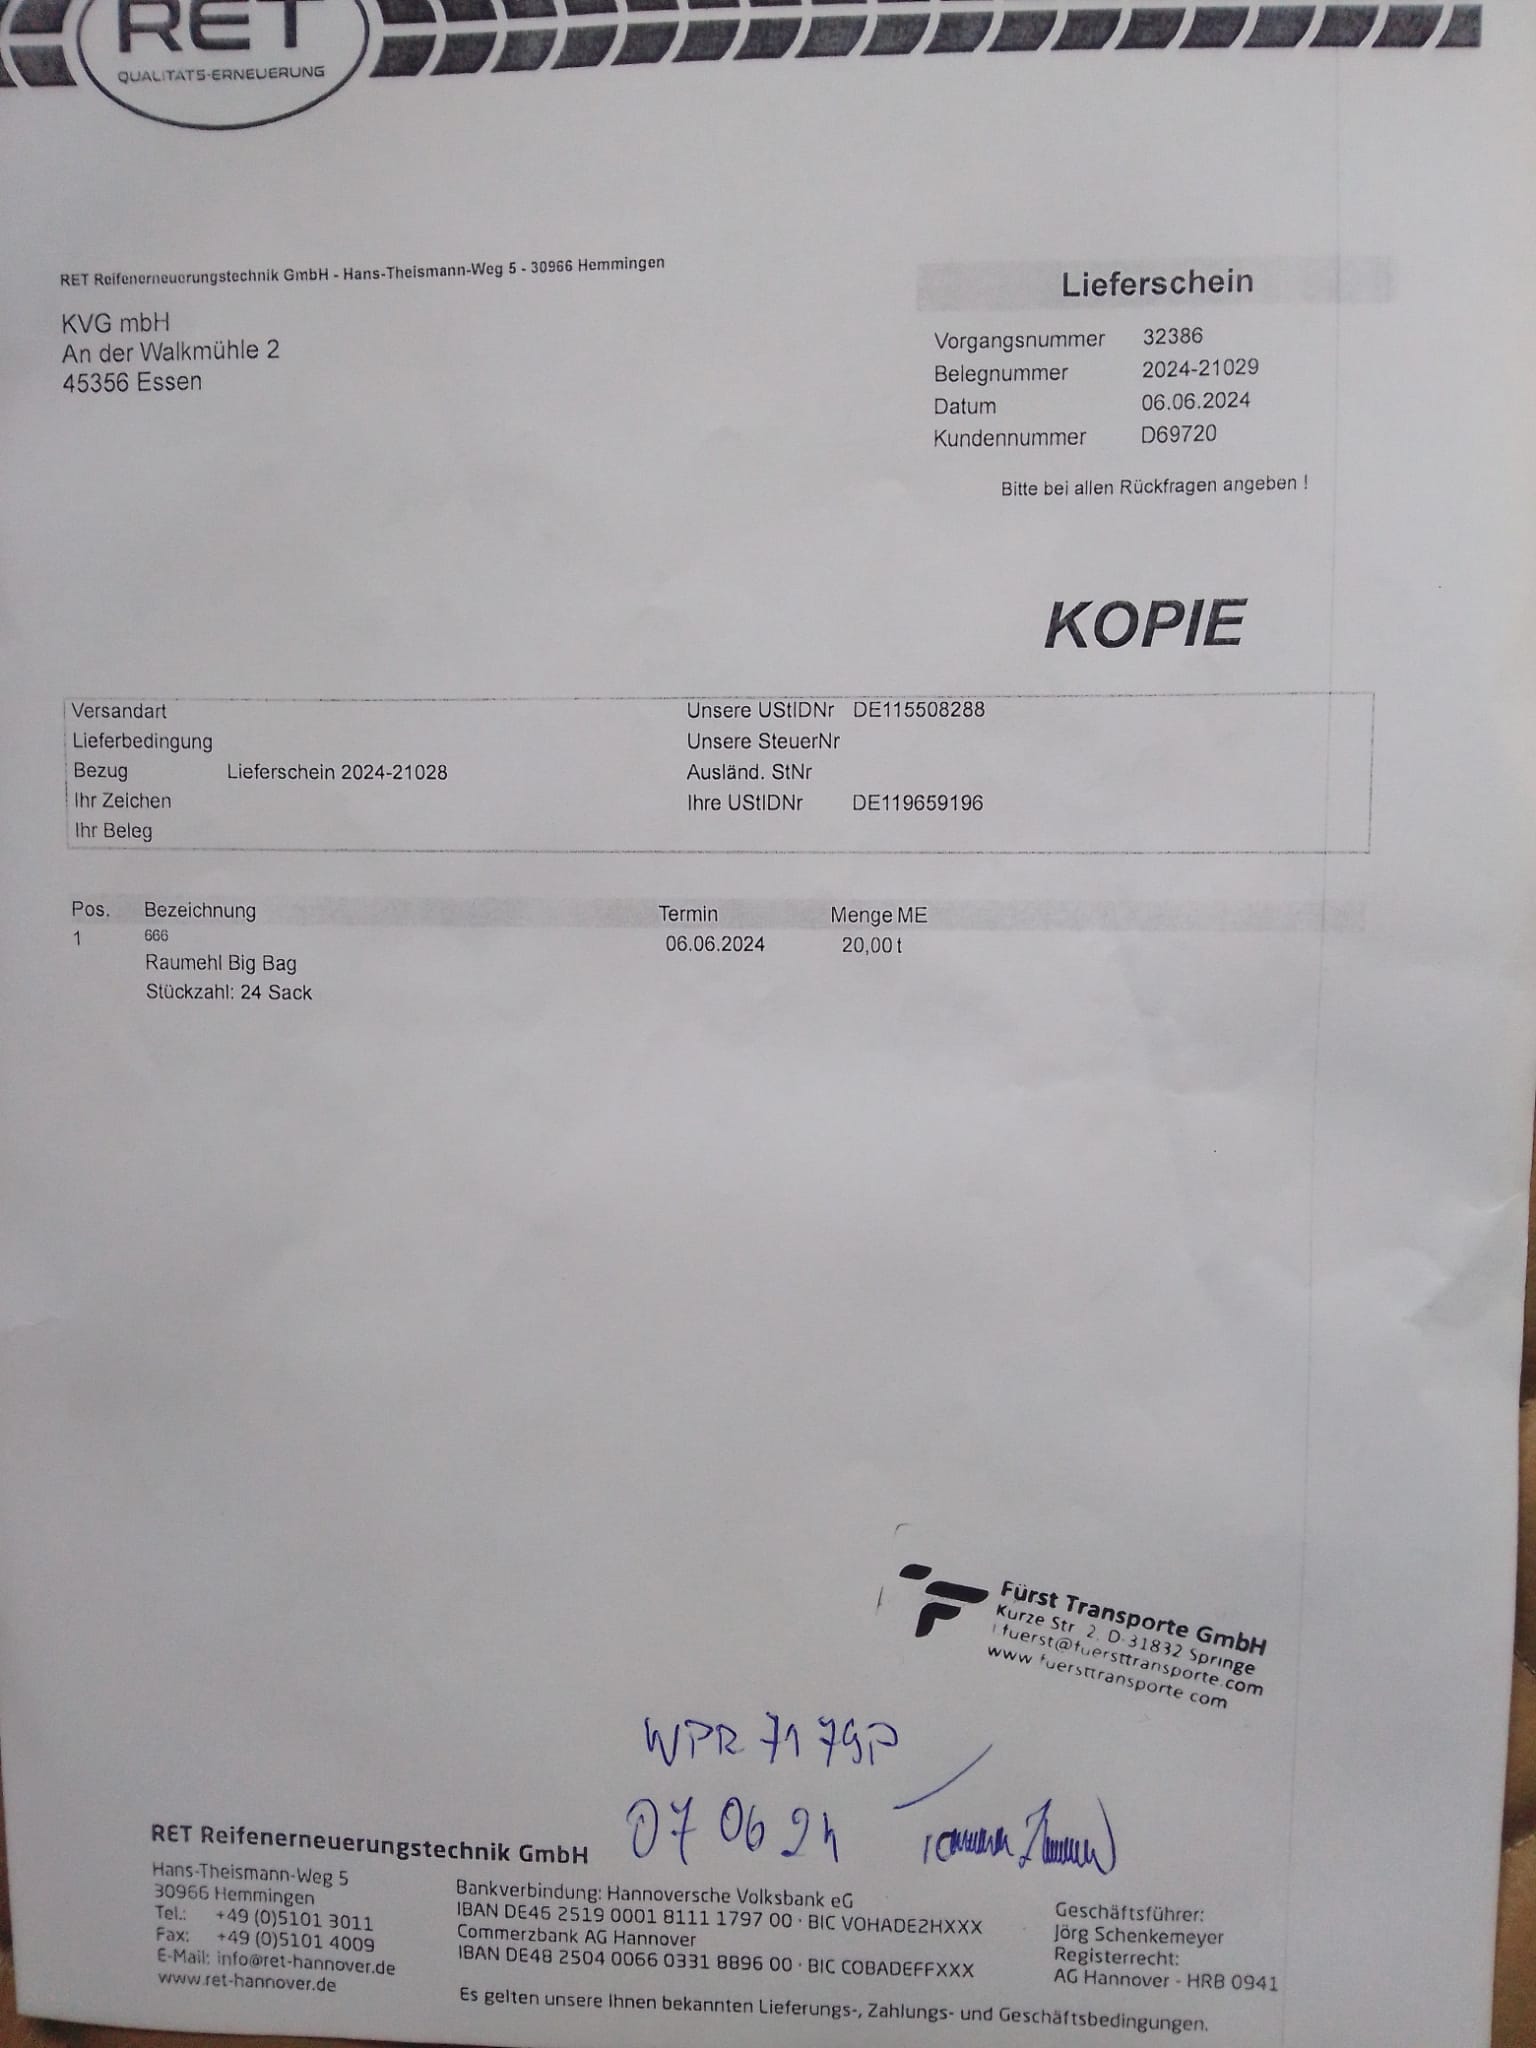 RET
QUALITÄTS-ERNEUERUNG
RET Reifenerneuerungstechnik GmbH - Hans-Theismann-Weg 5 - 30966 Hemmingen
KVG mbH
An der Walkmühle 2
45356 Essen
Lieferschein
Vorgangsnummer 32386
Belegnummer 2024-21029
Datum 06.06.2024
Kundennummer D69720
Bitte bei allen Rückfragen angeben !
KOPIE
Versandart Unsere UStIDNr DE115508288
Lieferbedingung Unsere SteuerNr
Bezug Lieferschein 2024-21028 Ausländ. StNr
Ihr Zeichen Ihre UStIDNr DE119659196
Ihr Beleg
Pos. Bezeichnung Termin Menge ME
1 666 06.06.2024 20,00 t
Raumehl Big Bag
Stückzahl: 24 Sack
Fürst Transporte GmbH
Kurze Str. 2, D-31832 Springe
fuerst@fuersttransporte.com
www.fuersttransporte.com
WPR 7179P
07 06 24
RET Reifenerneuerungstechnik GmbH
Hans-Theismann-Weg 5
30966 Hemmingen
Tel.: +49 (0)5101 3011
Fax: +49 (0)5101 4009
E-Mail: info@ret-hannover.de
www.ret-hannover.de
Bankverbindung: Hannoversche Volksbank eG
IBAN DE46 2519 0001 8111 1797 00 · BIC VOHADE2HXXX
Commerzbank AG Hannover
IBAN DE48 2504 0066 0331 8896 00 · BIC COBADEFFXXX
Geschäftsführer:
Jörg Schenkemeyer
Registerrecht:
AG Hannover - HRB 0941
Es gelten unsere Ihnen bekannten Lieferungs-, Zahlungs- und Geschäftsbedingungen.